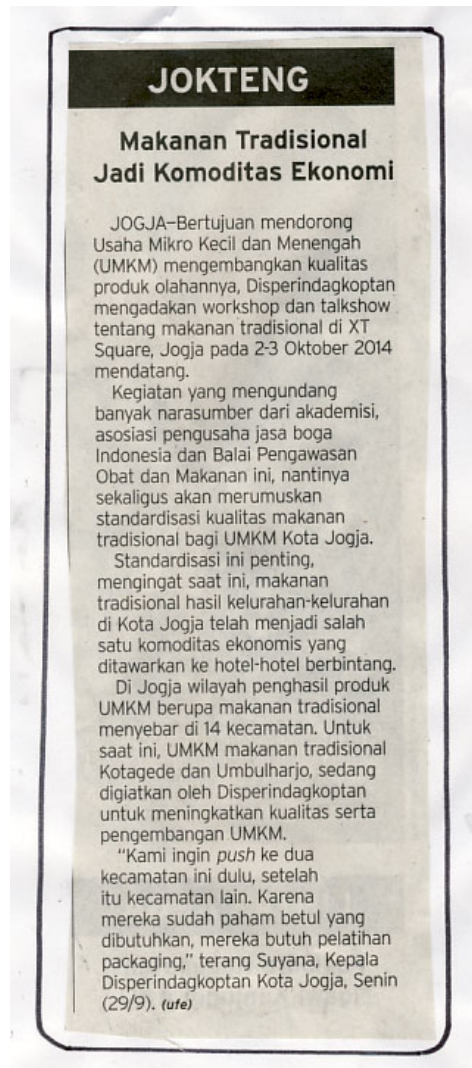 JOKTENG
Makanan Tradisional
Jadi Komoditas Ekonomi
JOGJA–Bertujuan mendorong
Usaha Mikro Kecil dan Menengah
(UMKM) mengembangkan kualitas
produk olahannya, Disperindagkoptan
mengadakan workshop dan talkshow
tentang makanan tradisional di XT
Square, Jogja pada 2-3 Oktober 2014
mendatang.
Kegiatan yang mengundang
banyak narasumber dari akademisi,
asosiasi pengusaha jasa boga
Indonesia dan Balai Pengawasan
Obat dan Makanan ini, nantinya
sekaligus akan merumuskan
standardisasi kualitas makanan
tradisional bagi UMKM Kota Jogja.
Standardisasi ini penting,
mengingat saat ini, makanan
tradisional hasil kelurahan-kelurahan
di Kota Jogja telah menjadi salah
satu komoditas ekonomis yang
ditawarkan ke hotel-hotel berbintang.
Di Jogja wilayah penghasil produk
UMKM berupa makanan tradisional
menyebar di 14 kecamatan. Untuk
saat ini, UMKM makanan tradisional
Kotagede dan Umbulharjo, sedang
digiatkan oleh Disperindagkoptan
untuk meningkatkan kualitas serta
pengembangan UMKM.
“Kami ingin push ke dua
kecamatan ini dulu, setelah
itu kecamatan lain. Karena
mereka sudah paham betul yang
dibutuhkan, mereka butuh pelatihan
packaging,” terang Suyana, Kepala
Disperindagkoptan Kota Jogja, Senin
(29/9). (ufe)